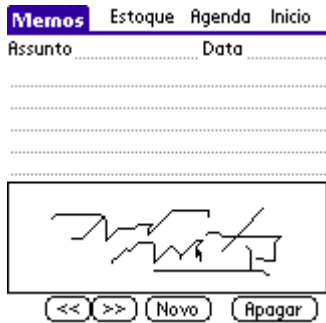 Memos Estoque Agenda Inicio
Assunto Data
<< >> Novo Apagar